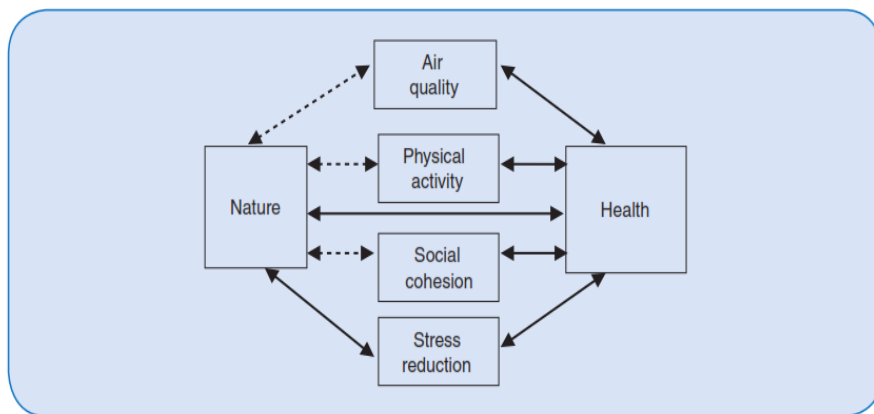 Air
quality
Physical
activity
Nature
Health
Social
cohesion
Stress
reduction